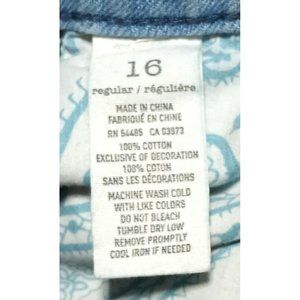 16
regular / régulière
MADE IN CHINA
FABRIQUÉ EN CHINE
RN 54485 CA 03973
100% COTTON
EXCLUSIVE OF DECORATION
100% COTON
SANS LES DÉCORATIONS
MACHINE WASH COLD
WITH LIKE COLORS
DO NOT BLEACH
TUMBLE DRY LOW
REMOVE PROMPTLY
COOL IRON IF NEEDED